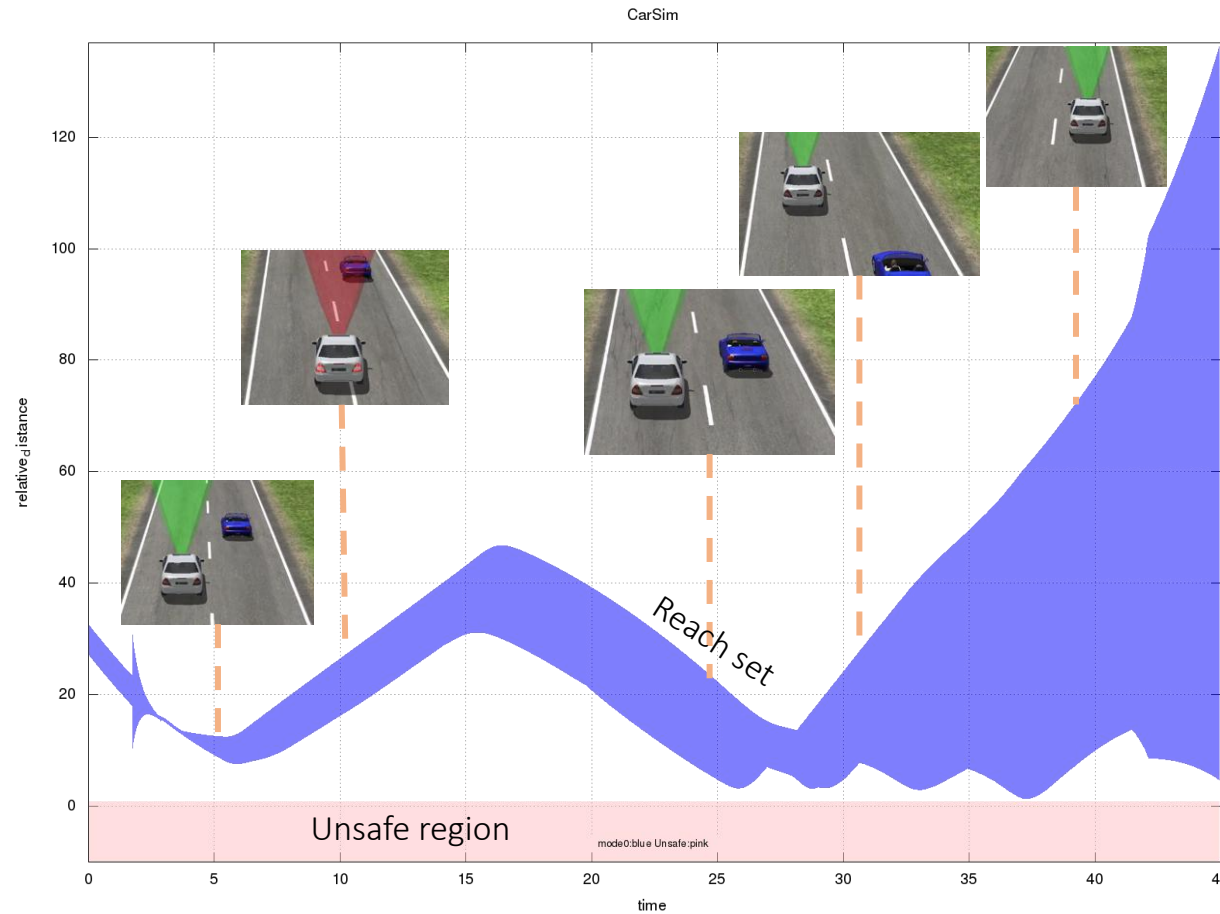 CarSim
120
100
80
60
40
20
0
relative_distance
Reach set
Unsafe region
mode0:blue Unsafe:pink
0 5 10 15 20 25 30 35 40 4
time